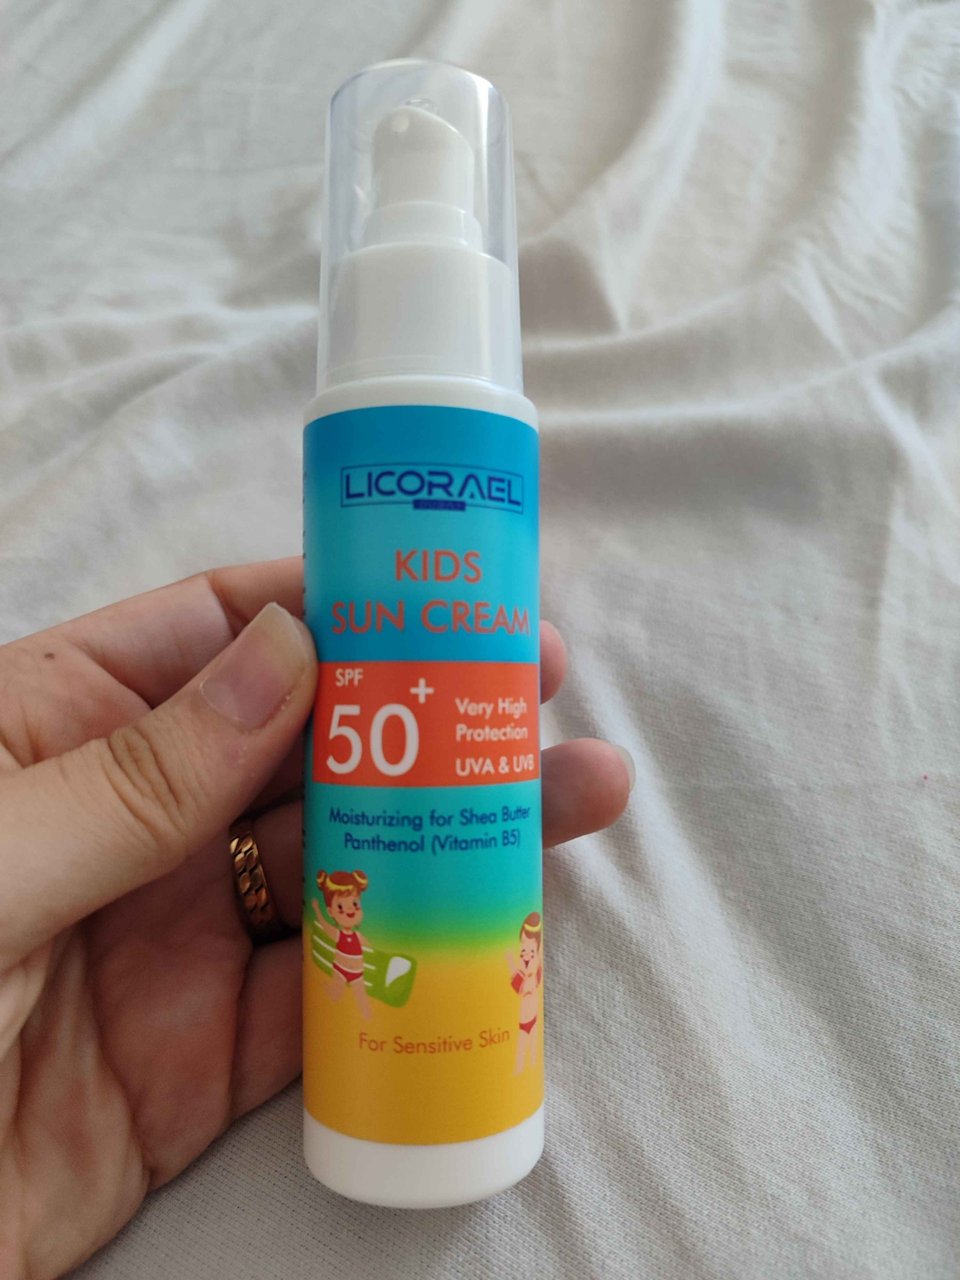 LICORAEL
KIDS
SUN CREAM
SPF
50+
Very High
Protection
UVA & UVB
Moisturizing for Shea Butter
Panthenol (Vitamin B5)
For Sensitive Skin